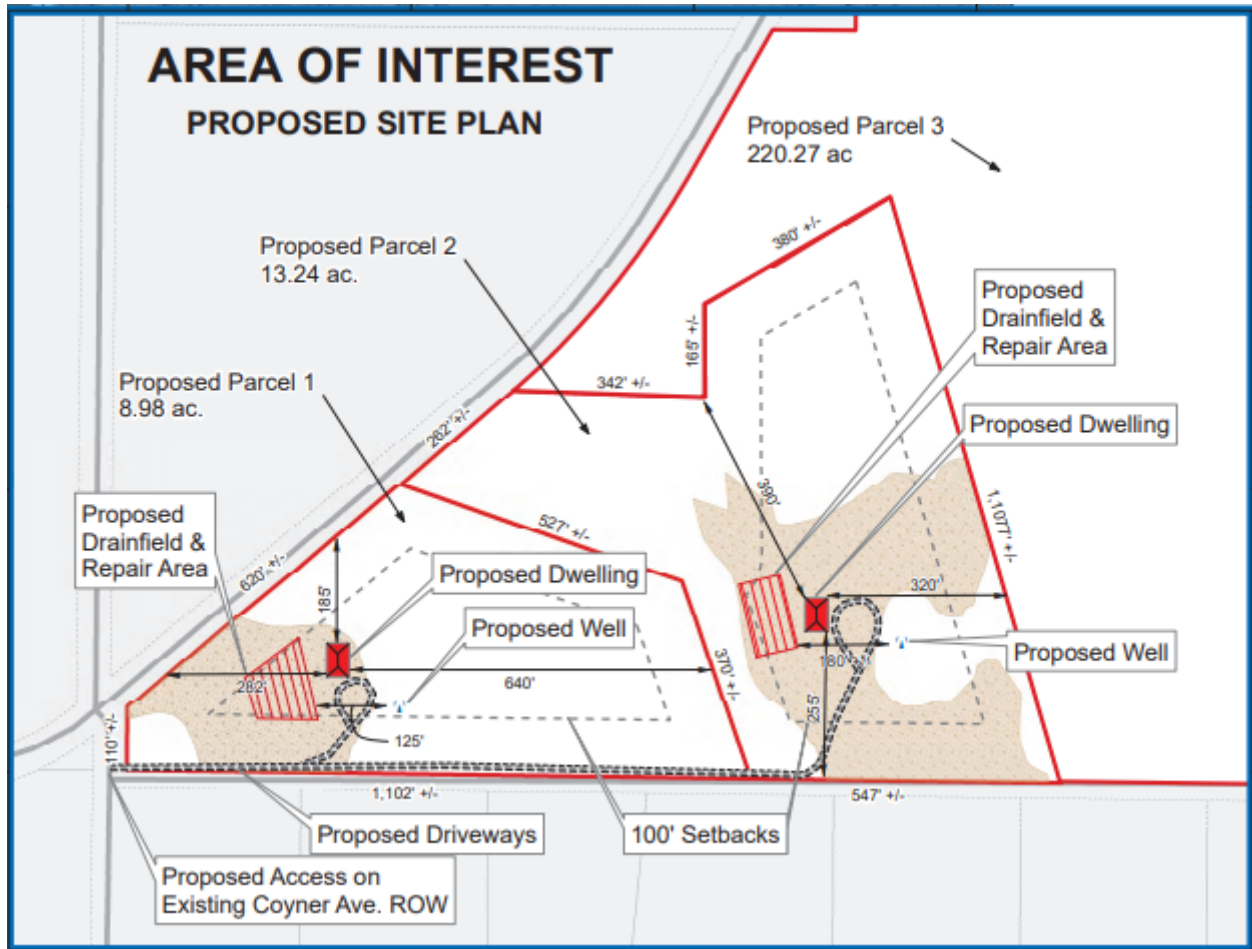 AREA OF INTEREST
PROPOSED SITE PLAN
Proposed Parcel 3
220.27 ac
Proposed Parcel 2
13.24 ac.
380' +/-
Proposed
Drainfield &
Repair Area
165' +/-
342' +/-
Proposed Parcel 1
8.98 ac.
262' +/-
Proposed Dwelling
390'
1,1077' +/-
Proposed
Drainfield &
Repair Area
527' +/-
620' +/-
185'
Proposed Dwelling
320'
Proposed Well
180'
Proposed Well
370' +/-
282'
640'
255'
110' +/-
125'
1,102' +/-
547' +/-
Proposed Driveways
100' Setbacks
Proposed Access on
Existing Coyner Ave. ROW